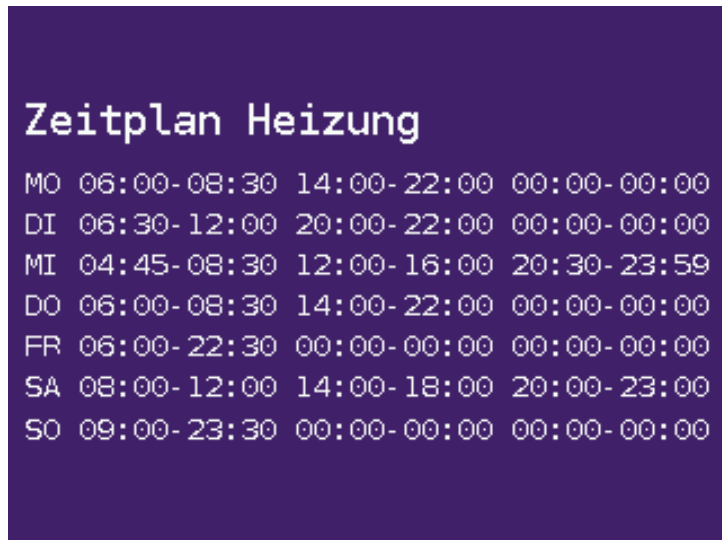 Zeitplan Heizung
MO 06:00-08:30 14:00-22:00 00:00-00:00
DI 06:30-12:00 20:00-22:00 00:00-00:00
MI 04:45-08:30 12:00-16:00 20:30-23:59
DO 06:00-08:30 14:00-22:00 00:00-00:00
FR 06:00-22:30 00:00-00:00 00:00-00:00
SA 08:00-12:00 14:00-18:00 20:00-23:00
SO 09:00-23:30 00:00-00:00 00:00-00:00